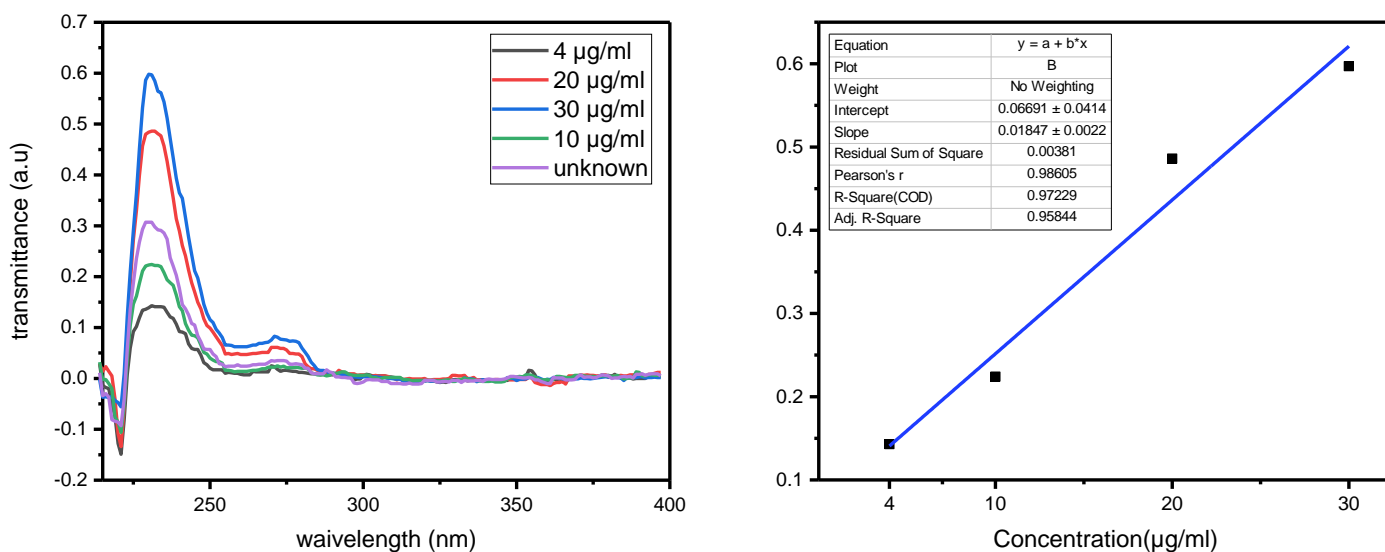 0.7
0.6
0.5
0.4
0.3
0.2
0.1
0.0
-0.1
-0.2
transmittance (a.u)
250
300
350
400
waivelength (nm)
4 µg/ml
20 µg/ml
30 µg/ml
10 µg/ml
unknown
0.6
0.5
0.4
0.3
0.2
0.1
4
10
20
30
Concentration(µg/ml)
Equation y = a + b*x
Plot B
Weight No Weighting
Intercept 0.06691 ± 0.0414
Slope 0.01847 ± 0.0022
Residual Sum of Square 0.00381
Pearson's r 0.98605
R-Square(COD) 0.97229
Adj. R-Square 0.95844